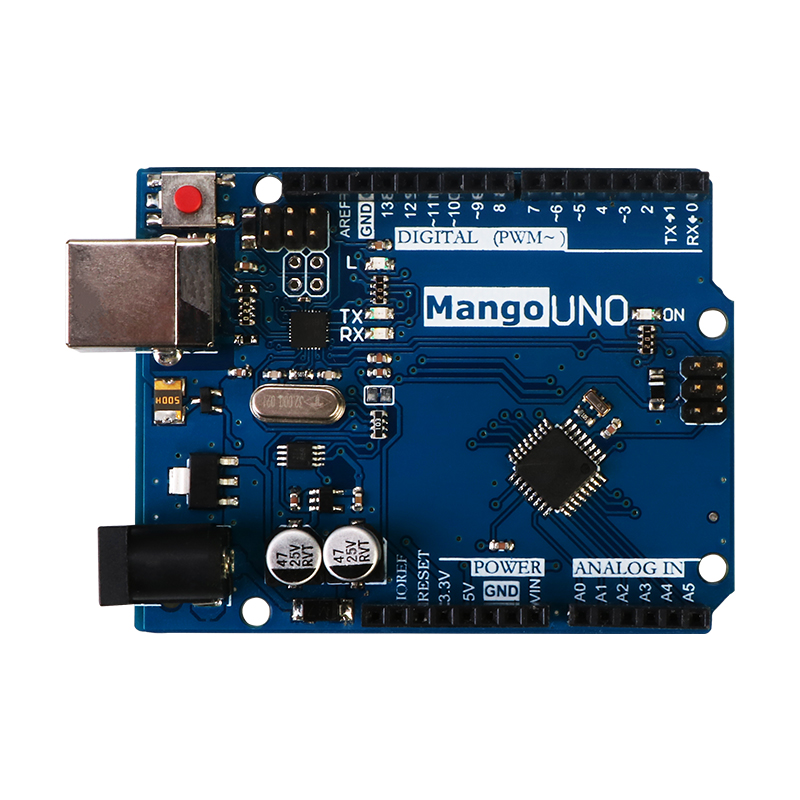 AREF
GND
13
12
~11
~10
~9
8
7
~6
~5
4
~3
2
TX→1
RX←0
DIGITAL (PWM~)
L
TX
RX
MangoUNO
ON
500H
47
25V
RVT
47
25V
RVT
IOREF
RESET
3.3V
5V
GND
VIN
POWER
ANALOG IN
A0
A1
A2
A3
A4
A5